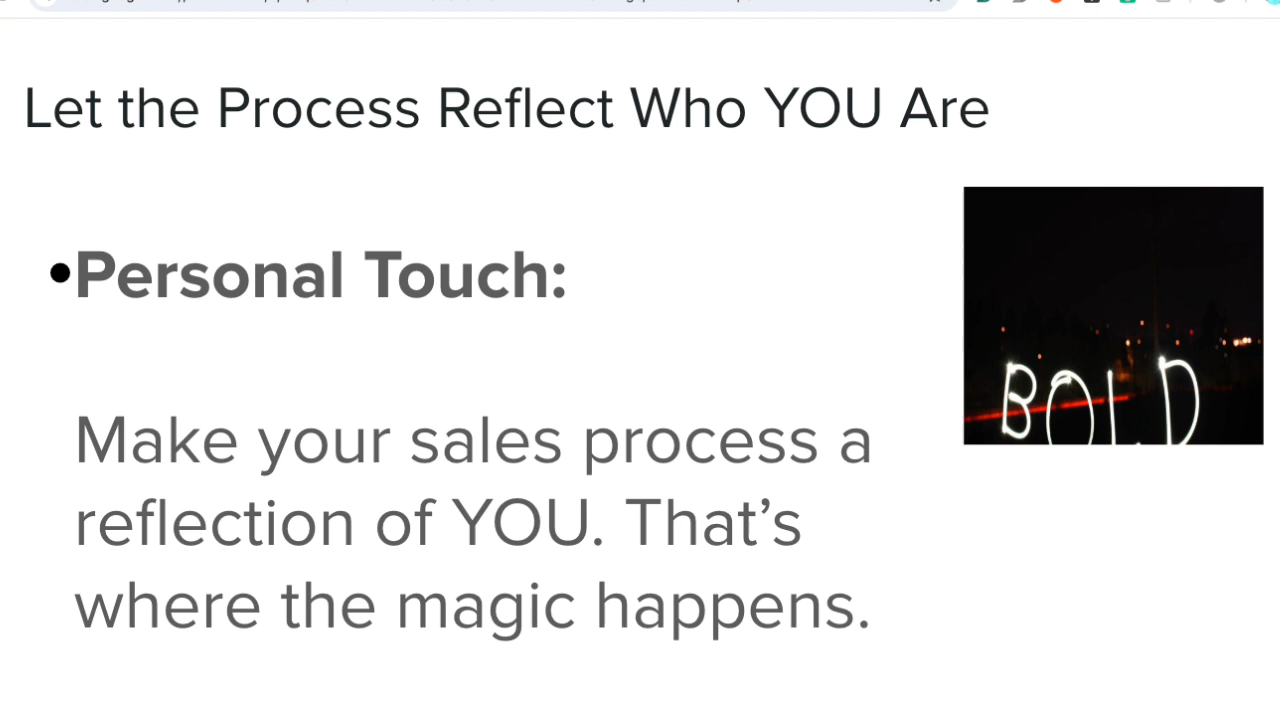 Let the Process Reflect Who YOU Are
•Personal Touch:
Make your sales process a
reflection of YOU. That’s
where the magic happens.
BOLD